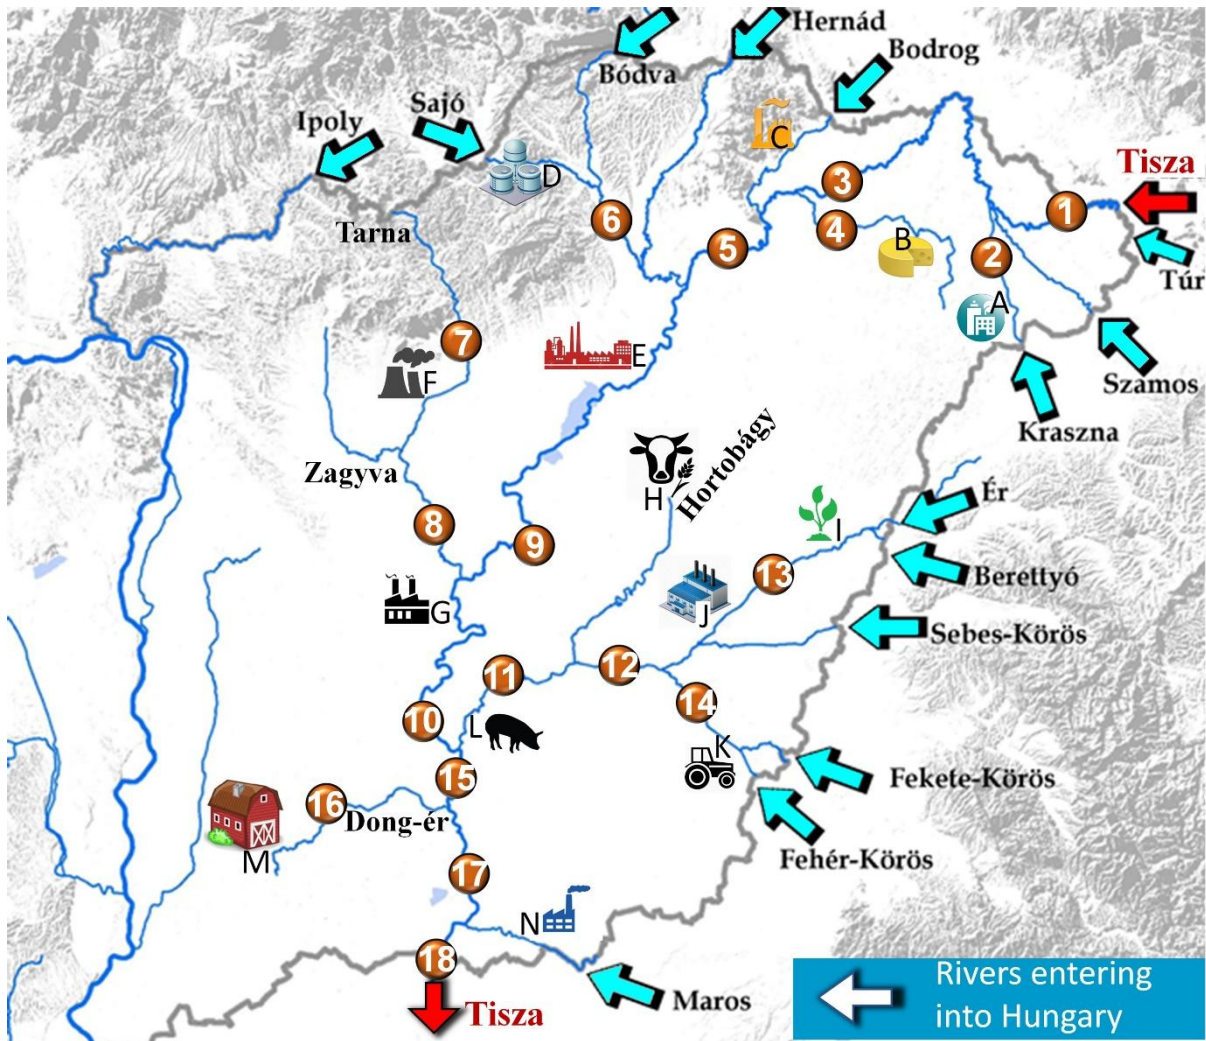 Hernád
Bódva
Bodrog
Sajó
Ipoly
C
Tisza
D
3
1
6
4
Tarna
5
B
2
Túr
A
7
E
F
Szamos
Kraszna
Hortobágy
Zagyva
H
Ér
8
I
9
13
Berettyó
G
J
Sebes-Körös
12
11
14
10
L
K
15
Fekete-Körös
16
Dong-ér
M
Fehér-Körös
17
N
18
Maros
Tisza
Rivers entering
into Hungary